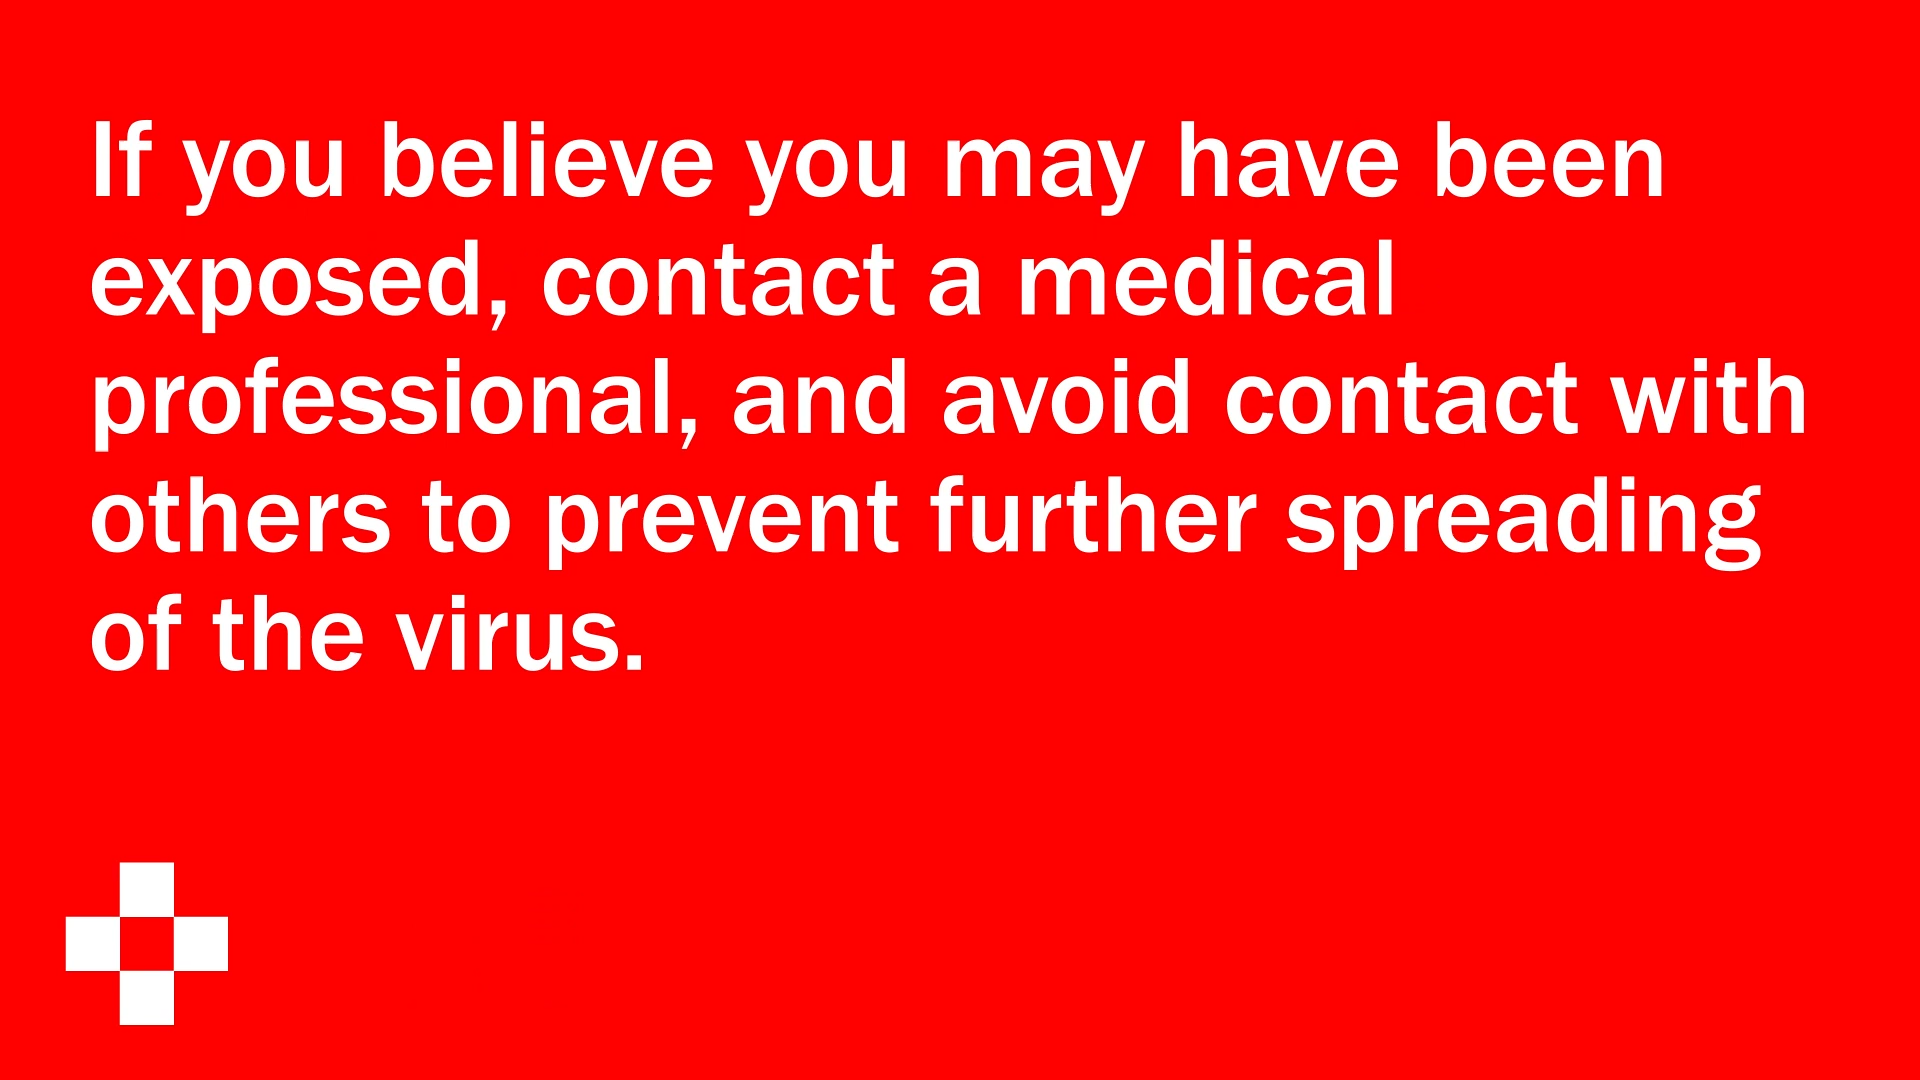 If you believe you may have been
exposed, contact a medical
professional, and avoid contact with
others to prevent further spreading
of the virus.